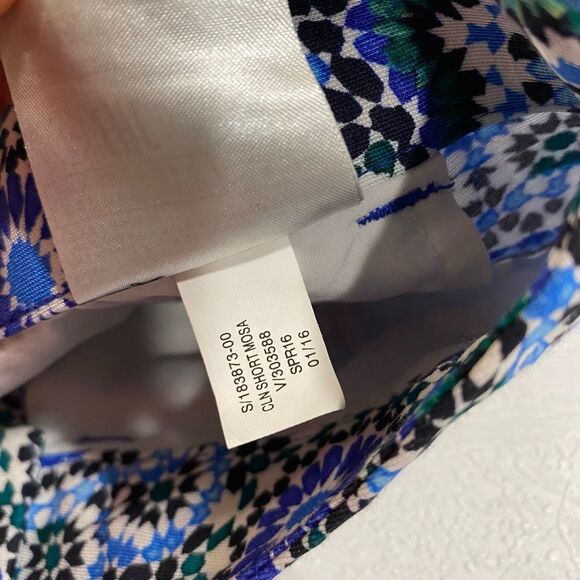 S/183873-00
CLN SHORT MOSA
V/303588
SPR16
01/16